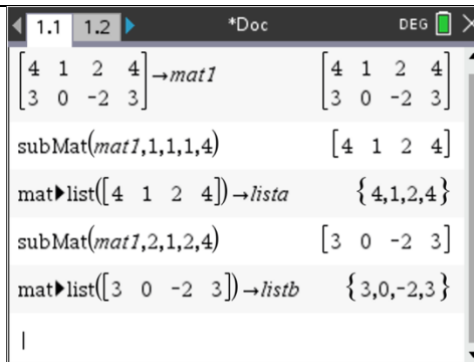 1.1 1.2 *Doc DEG
[4 1 2 4
3 0 -2 3]→mat1 [4 1 2 4
3 0 -2 3]
subMat(mat1,1,1,1,4) [4 1 2 4]
mat▶list([4 1 2 4])→lista {4,1,2,4}
subMat(mat1,2,1,2,4) [3 0 -2 3]
mat▶list([3 0 -2 3])→listb {3,0,-2,3}